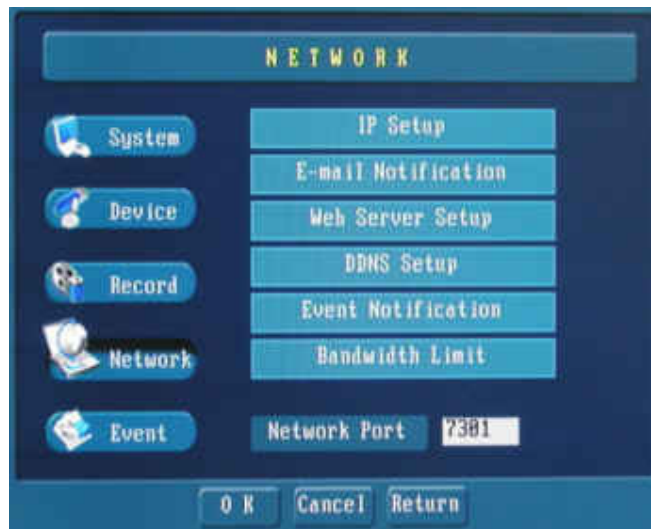 NETWORK
System
Device
Record
Network
Event
IP Setup
E-mail Notification
Web Server Setup
DDNS Setup
Event Notification
Bandwidth Limit
Network Port 7301
OK Cancel Return